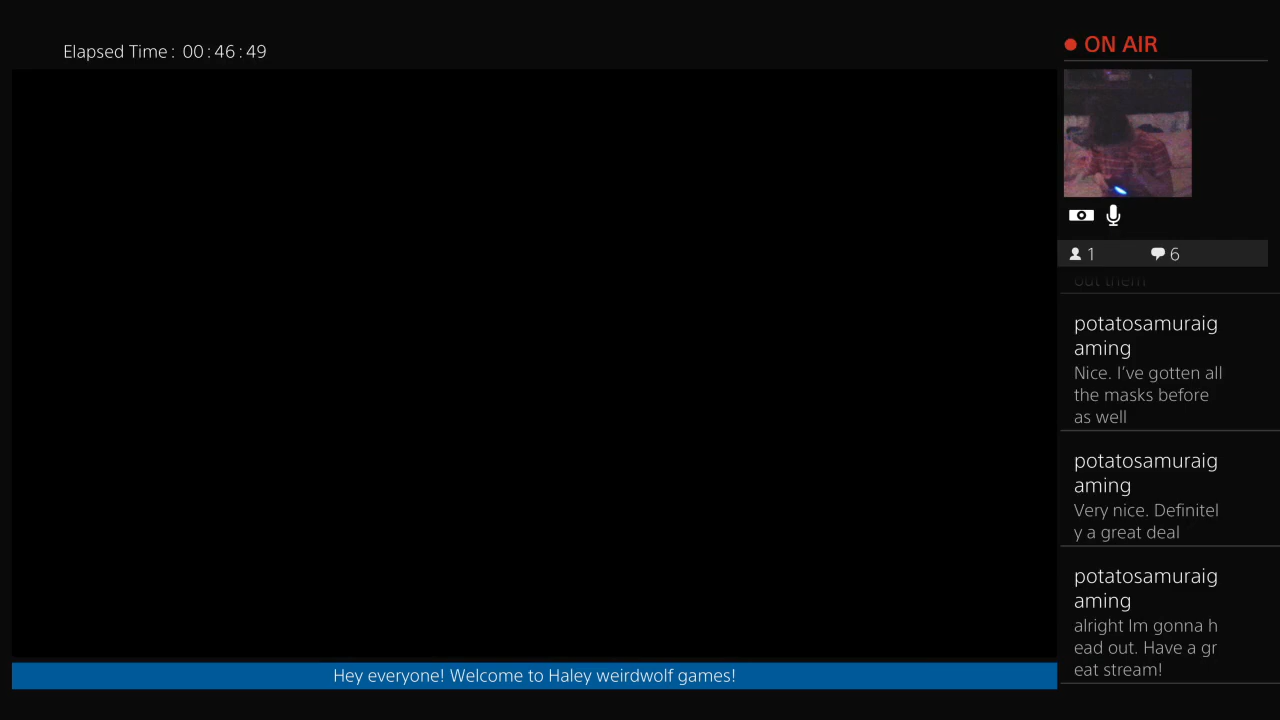 Elapsed Time: 00:46:49
ON AIR
1 6
out them
potatosamuraig
aming
Nice. I've gotten all
the masks before
as well
potatosamuraig
aming
Very nice. Definitel
y a great deal
potatosamuraig
aming
alright Im gonna h
ead out. Have a gr
eat stream!
Hey everyone! Welcome to Haley weirdwolf games!